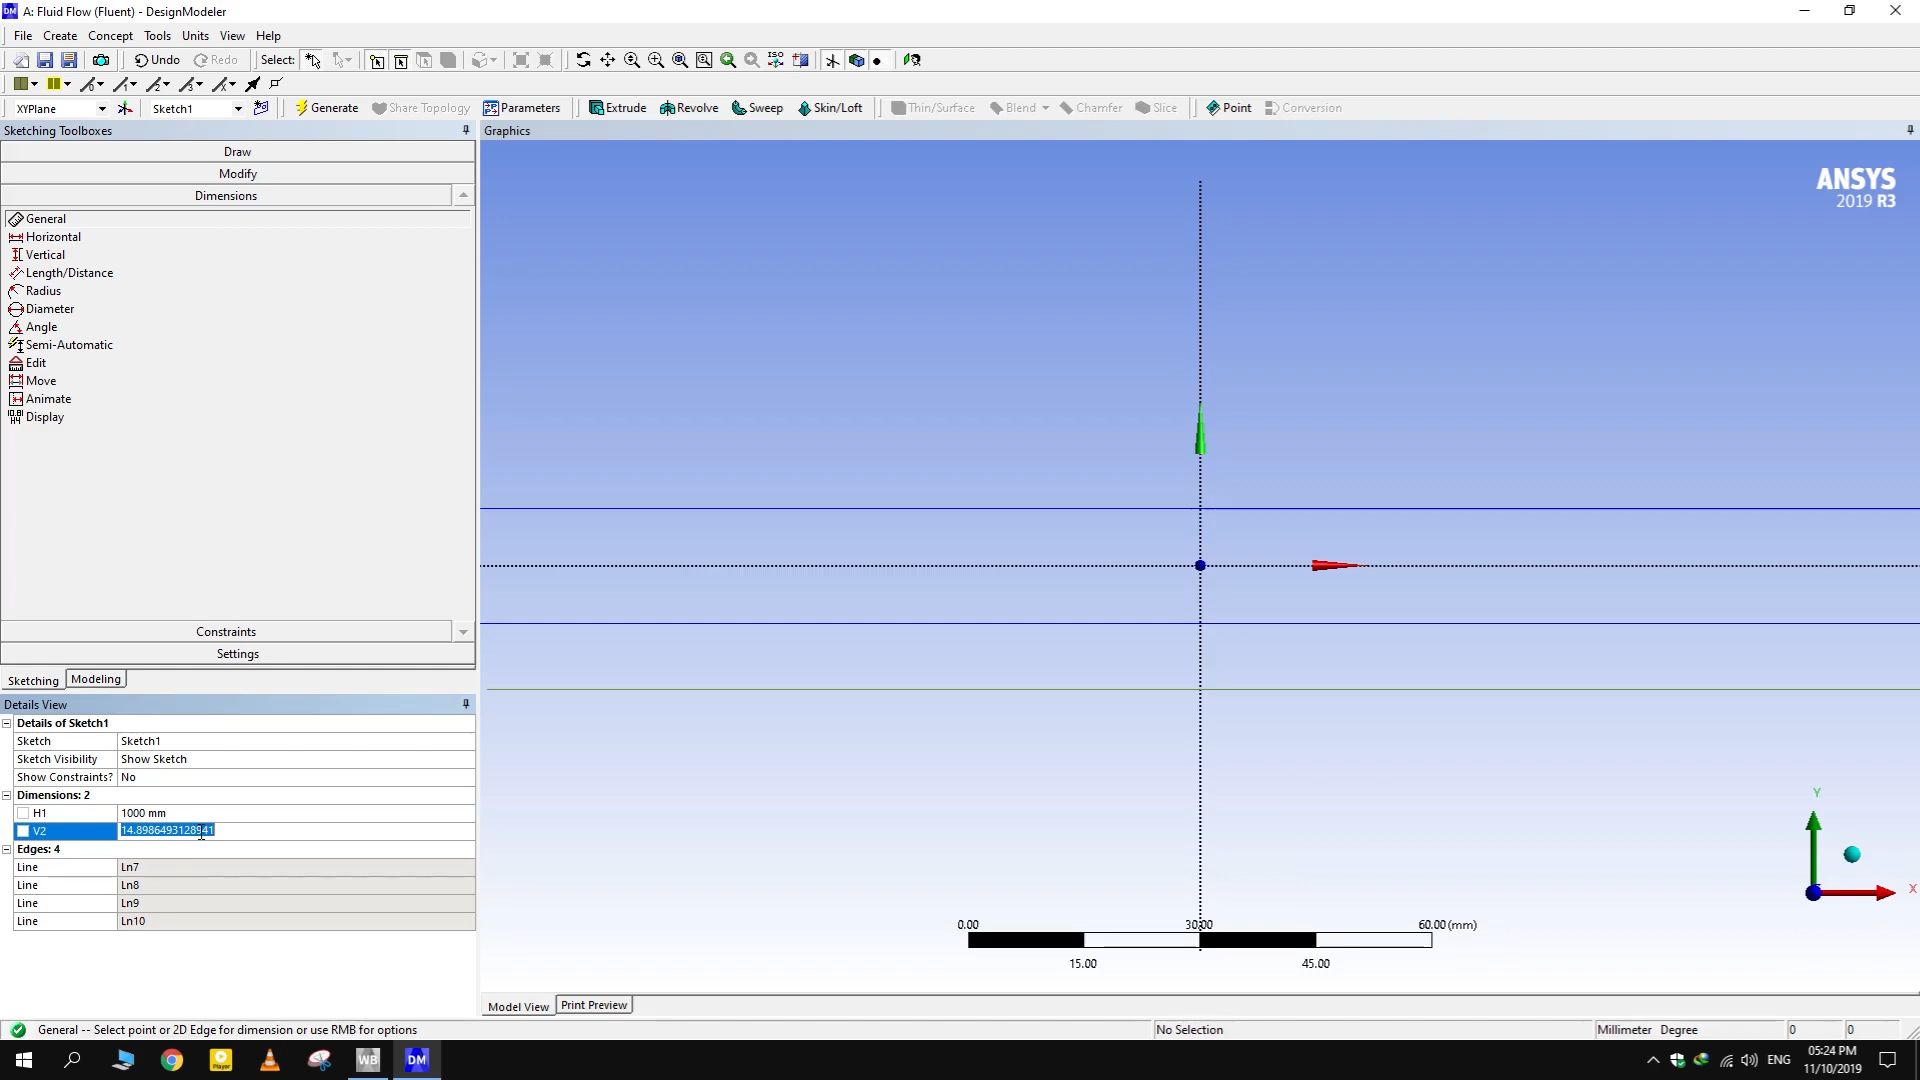 A: Fluid Flow (Fluent) - DesignModeler
File Create Concept Tools Units View Help
Undo Redo Select:
XYPlane Sketch1 Generate Share Topology Parameters Extrude Revolve Sweep Skin/Loft Thin/Surface Blend Chamfer Slice Point Conversion
Sketching Toolboxes
Draw
Modify
Dimensions
General
Horizontal
Vertical
Length/Distance
Radius
Diameter
Angle
Semi-Automatic
Edit
Move
Animate
Display
Constraints
Settings
Sketching Modeling
Details View
Details of Sketch1
Sketch Sketch1
Sketch Visibility Show Sketch
Show Constraints? No
Dimensions: 2
H1 1000 mm
V2 14.8986493128941
Edges: 4
Line Ln7
Line Ln8
Line Ln9
Line Ln10
Graphics
ANSYS
2019 R3
Y
X
0.00 30.00 60.00 (mm)
15.00 45.00
Model View Print Preview
General -- Select point or 2D Edge for dimension or use RMB for options No Selection Millimeter Degree 0 0
WB DM ENG 05:24 PM
11/10/2019